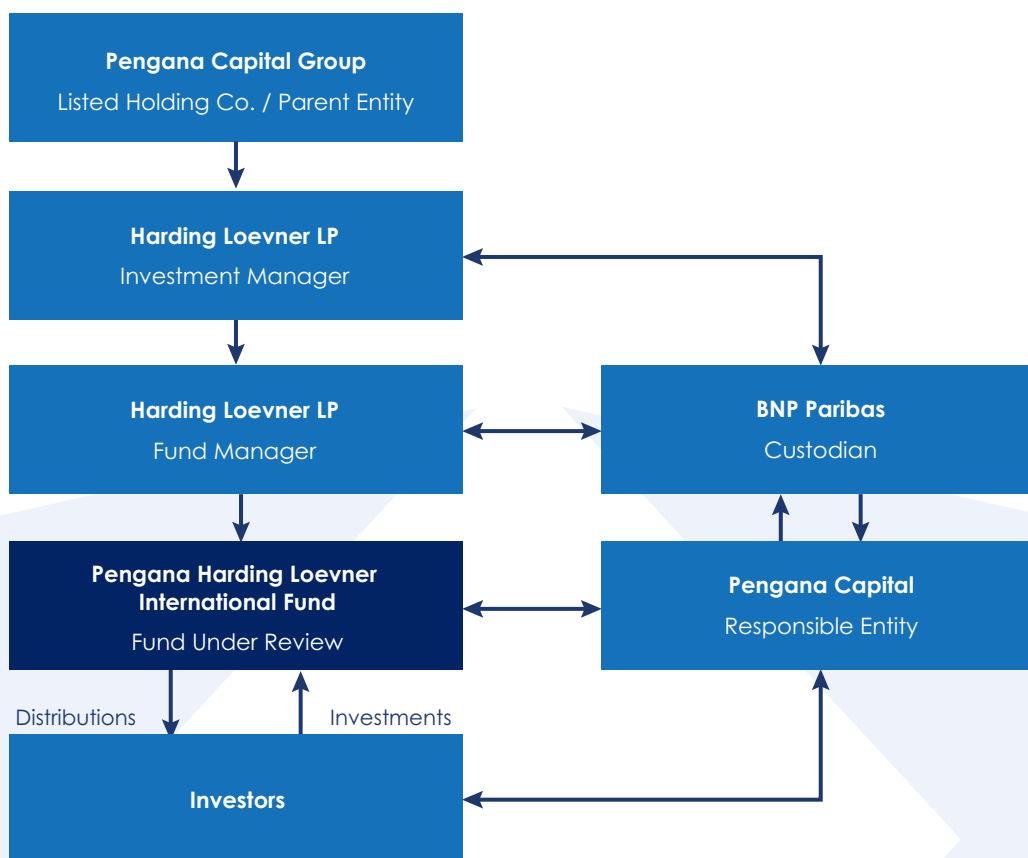 Pengana Capital Group
Listed Holding Co. / Parent Entity
Harding Loevner LP
Investment Manager
Harding Loevner LP
Fund Manager
BNP Paribas
Custodian
Pengana Harding Loevner
International Fund
Fund Under Review
Pengana Capital
Responsible Entity
Distributions
Investments
Investors